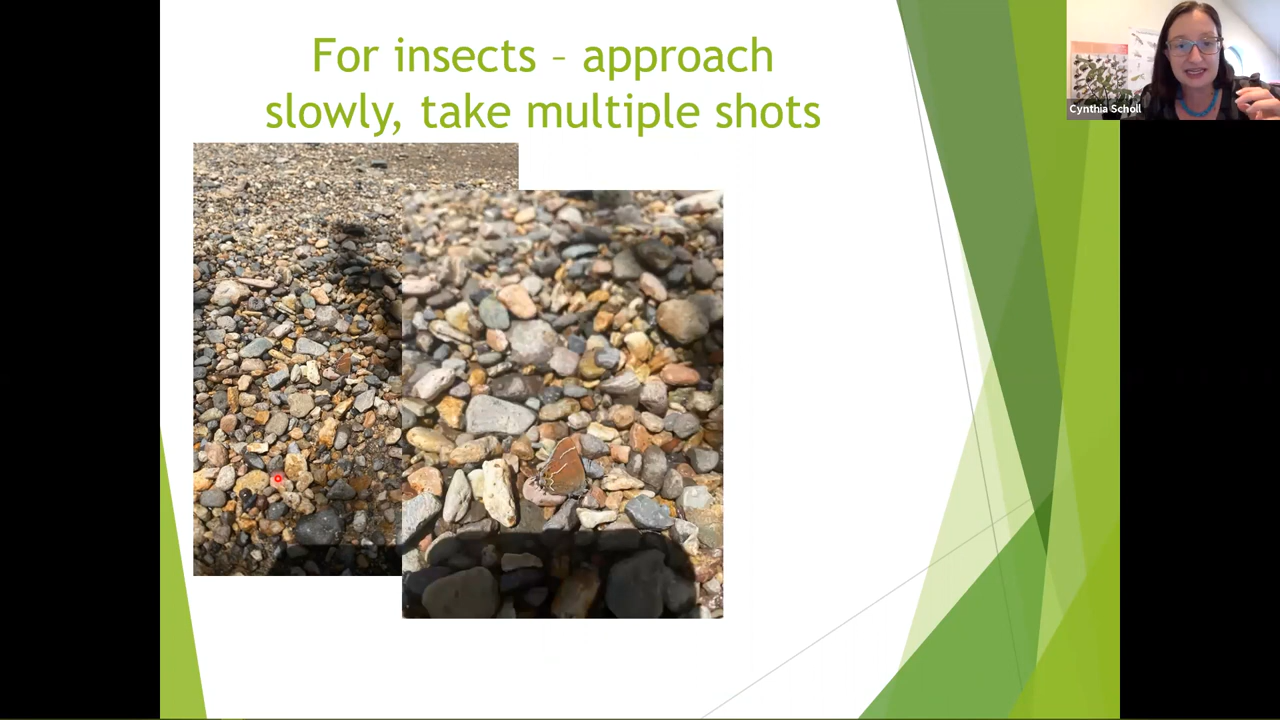 For insects – approach
slowly, take multiple shots
Cynthia Scholl